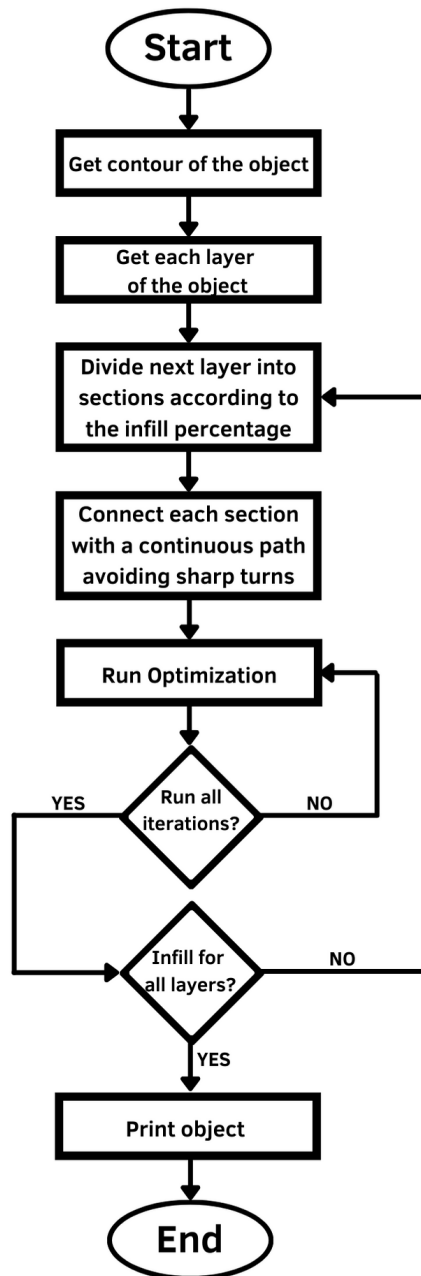 Start
Get contour of the object
Get each layer
of the object
Divide next layer into
sections according to
the infill percentage
Connect each section
with a continuous path
avoiding sharp turns
Run Optimization
YES
Run all
iterations?
NO
Infill for
all layers?
NO
YES
Print object
End